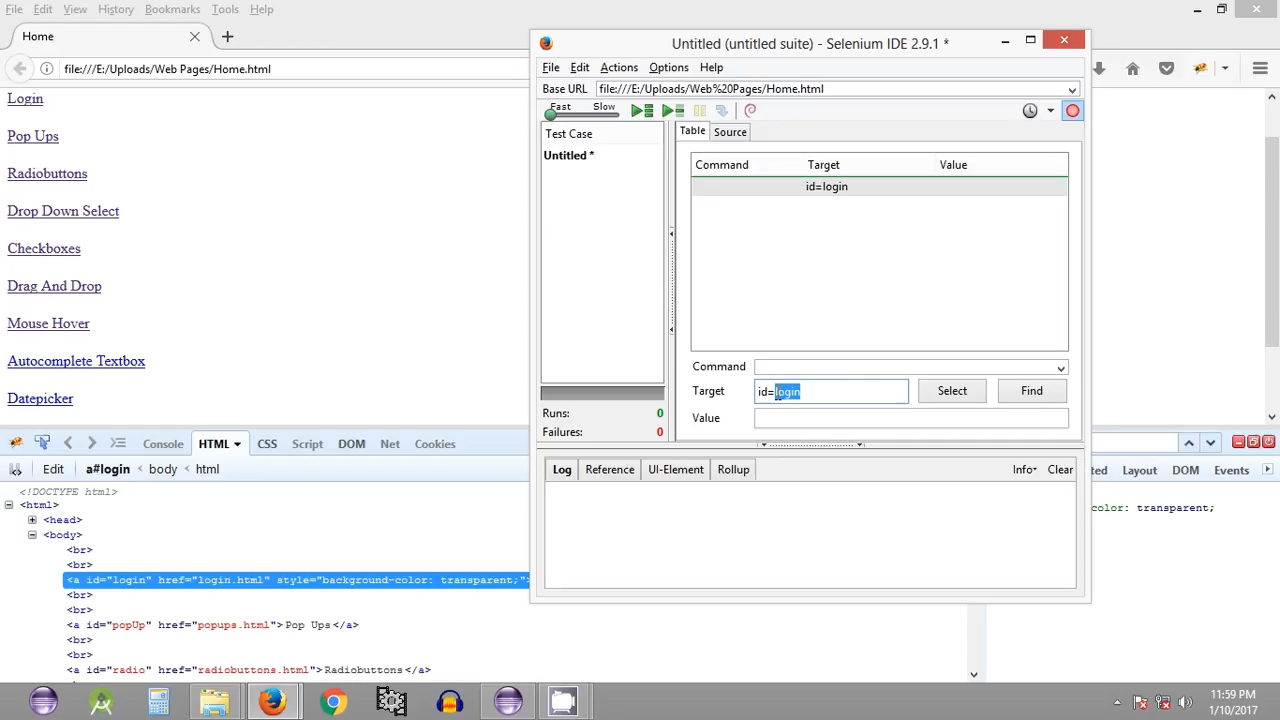 File Edit View History Bookmarks Tools Help
Home
file:///E:/Uploads/Web Pages/Home.html
Login
Pop Ups
Radiobuttons
Drop Down Select
Checkboxes
Drag And Drop
Mouse Hover
Autocomplete Textbox
Datepicker
Untitled (untitled suite) - Selenium IDE 2.9.1 *
File Edit Actions Options Help
Base URL file:///E:/Uploads/Web%20Pages/Home.html
Fast Slow
Test Case
Untitled *
Runs: 0
Failures: 0
Table Source
Command Target Value
id=login
Command
Target id=login Select Find
Value
Log Reference UI-Element Rollup Info Clear
Console HTML CSS Script DOM Net Cookies
Edit a#login < body < html
Layout DOM Events
<!DOCTYPE html>
<html>
<head>
<body>
<br>
<br>
<a id="login" href="login.html" style="background-color: transparent;">
<br>
<br>
<a id="popUp" href="popups.html">Pop Ups</a>
<br>
<br>
<a id="radio" href="radiobuttons.html">Radiobuttons</a>
color: transparent;
11:59 PM
1/10/2017